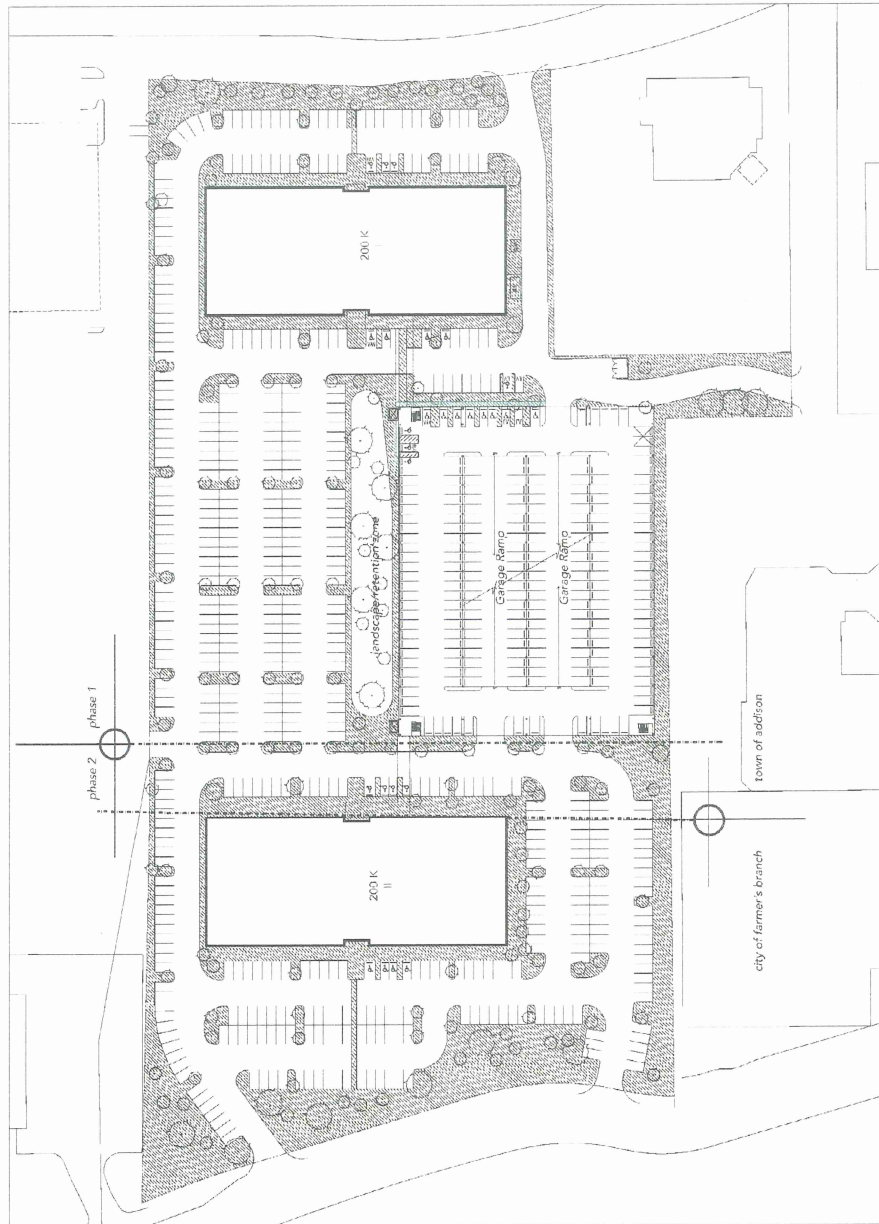 200 K
I
landscape/retention zone
Garage Ramp
Garage Ramp
phase 1
phase 2
town of addison
city of farmer's branch
200 K
II